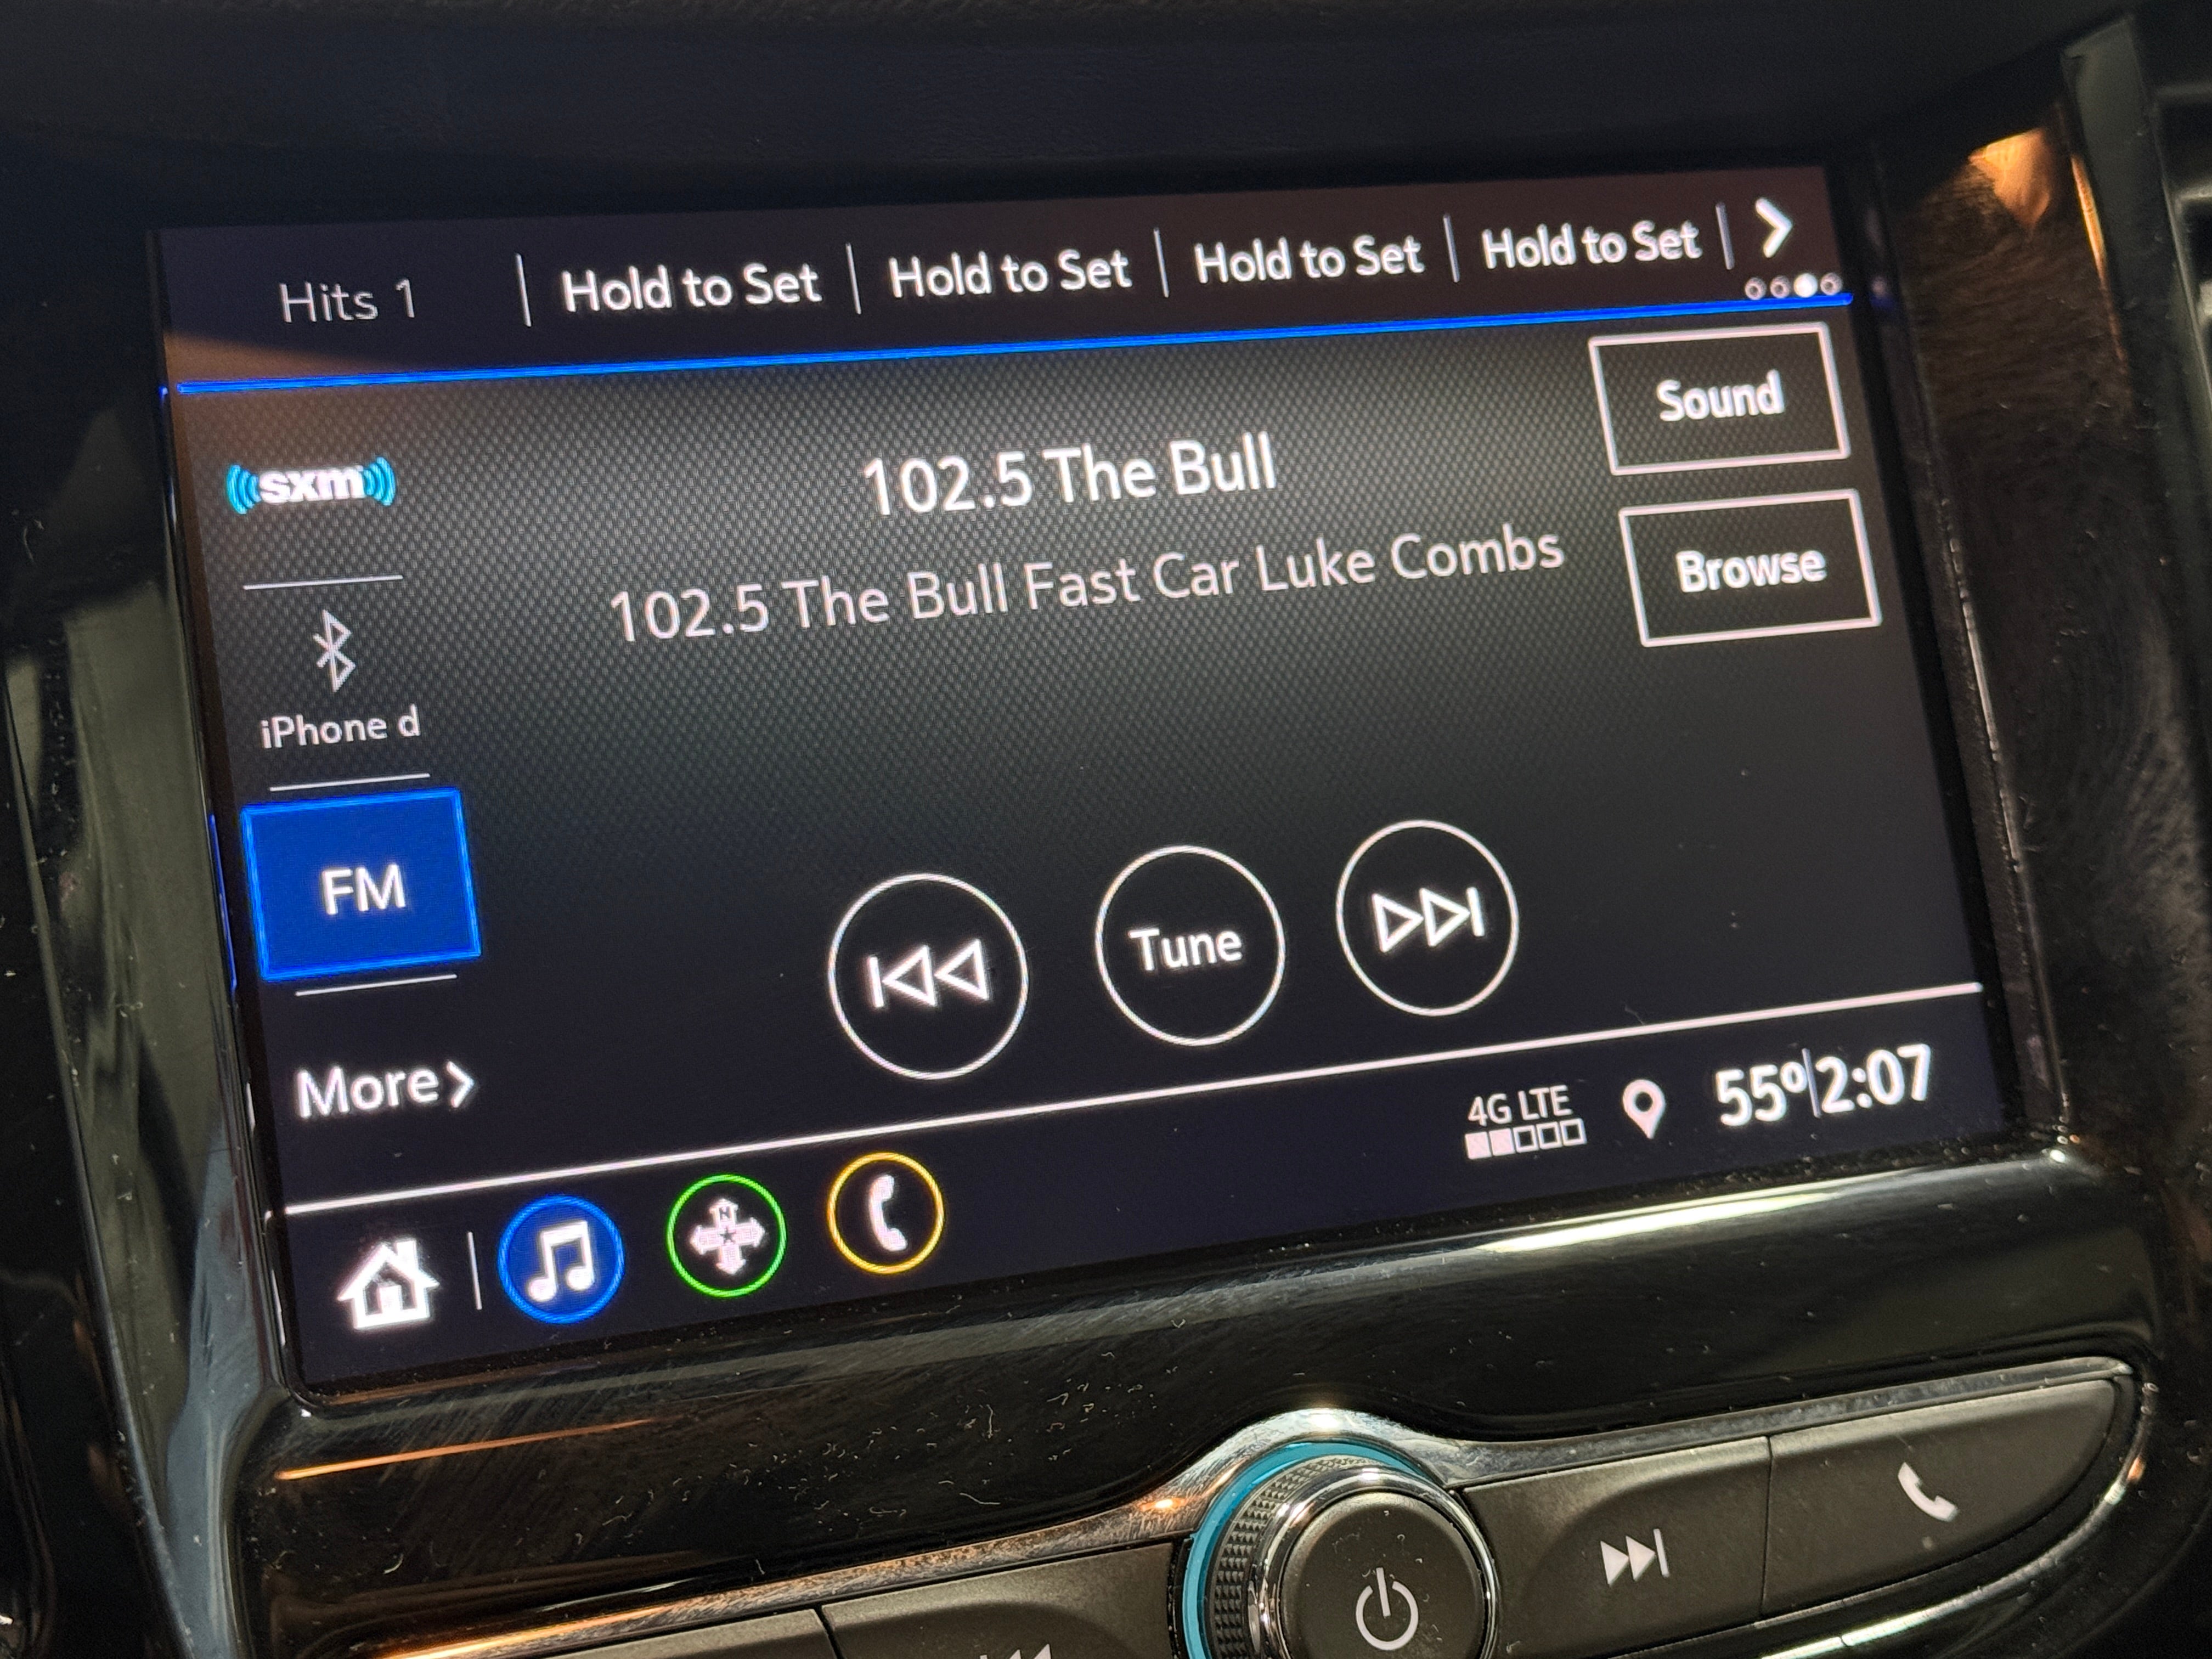 Hits 1 Hold to Set Hold to Set Hold to Set Hold to Set
Sound
sxm
102.5 The Bull
102.5 The Bull Fast Car Luke Combs
Browse
iPhone d
FM
Tune
More
4G LTE
55° 2:07
N